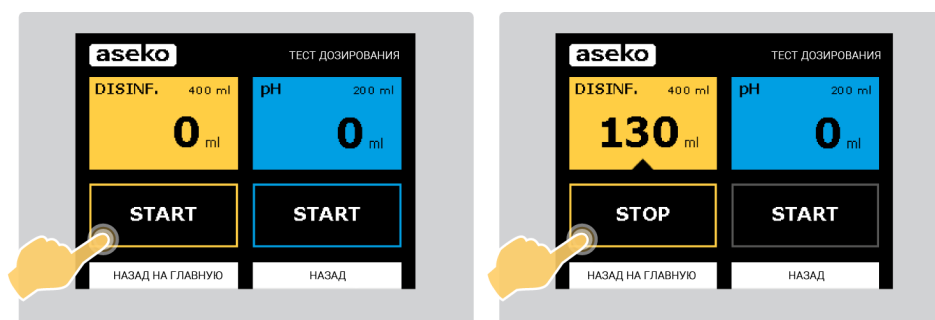 aseko
ТЕСТ ДОЗИРОВАНИЯ
DISINF. 400 ml
0 ml
pH 200 ml
0 ml
START
START
НАЗАД НА ГЛАВНУЮ
НАЗАД
aseko
ТЕСТ ДОЗИРОВАНИЯ
DISINF. 400 ml
130 ml
pH 200 ml
0 ml
STOP
START
НАЗАД НА ГЛАВНУЮ
НАЗАД